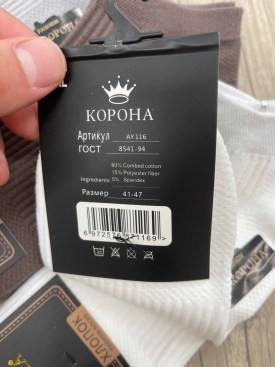 КОРОНА
КОРОНА
Артикул AY116
ГОСТ 8541-94
80% Combed cotton
15% Polyester fiber
Ingredients: 5% Spandex
Размер 41-47
ХЛОПОК